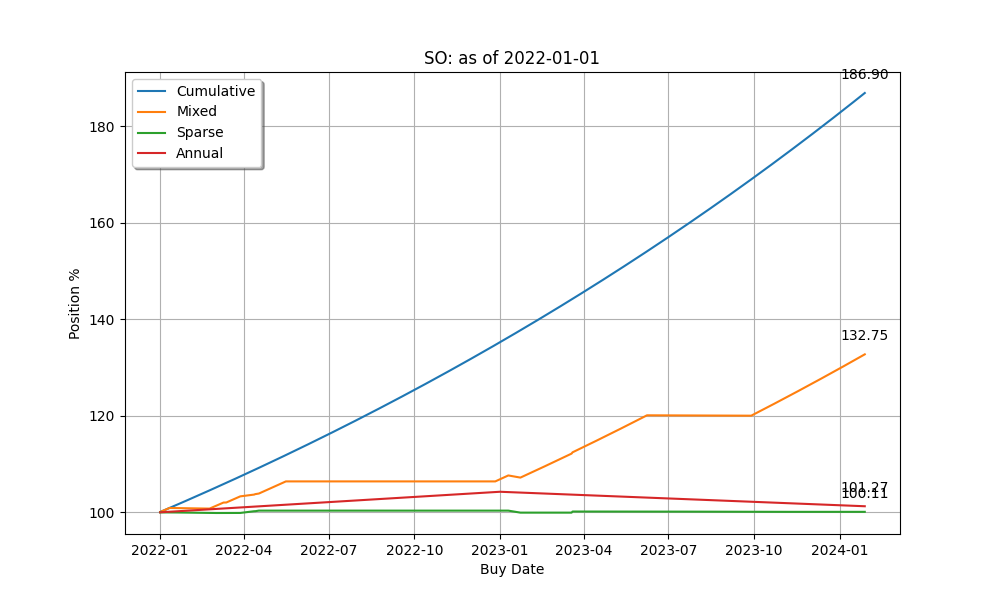 SO: as of 2022-01-01
186.90
Cumulative
Mixed
Sparse
Annual
180
160
140
132.75
120
101.27
100.11
100
Position %
2022-01 2022-04 2022-07 2022-10 2023-01 2023-04 2023-07 2023-10 2024-01
Buy Date